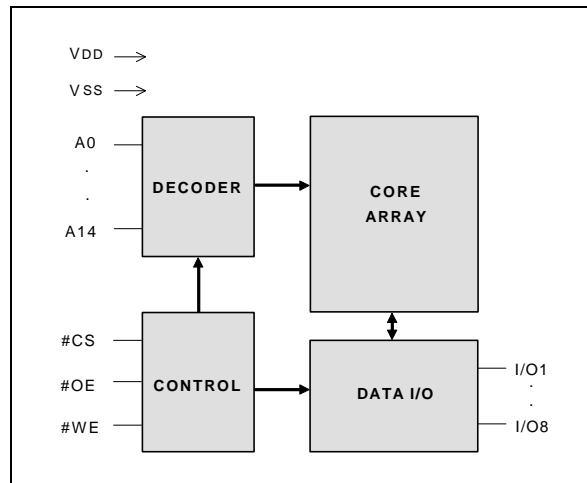 VDD
VSS
A0
.
.
A14
DECODER
CORE
ARRAY
#CS
#OE
#WE
CONTROL
DATA I/O
I/O1
.
.
I/O8